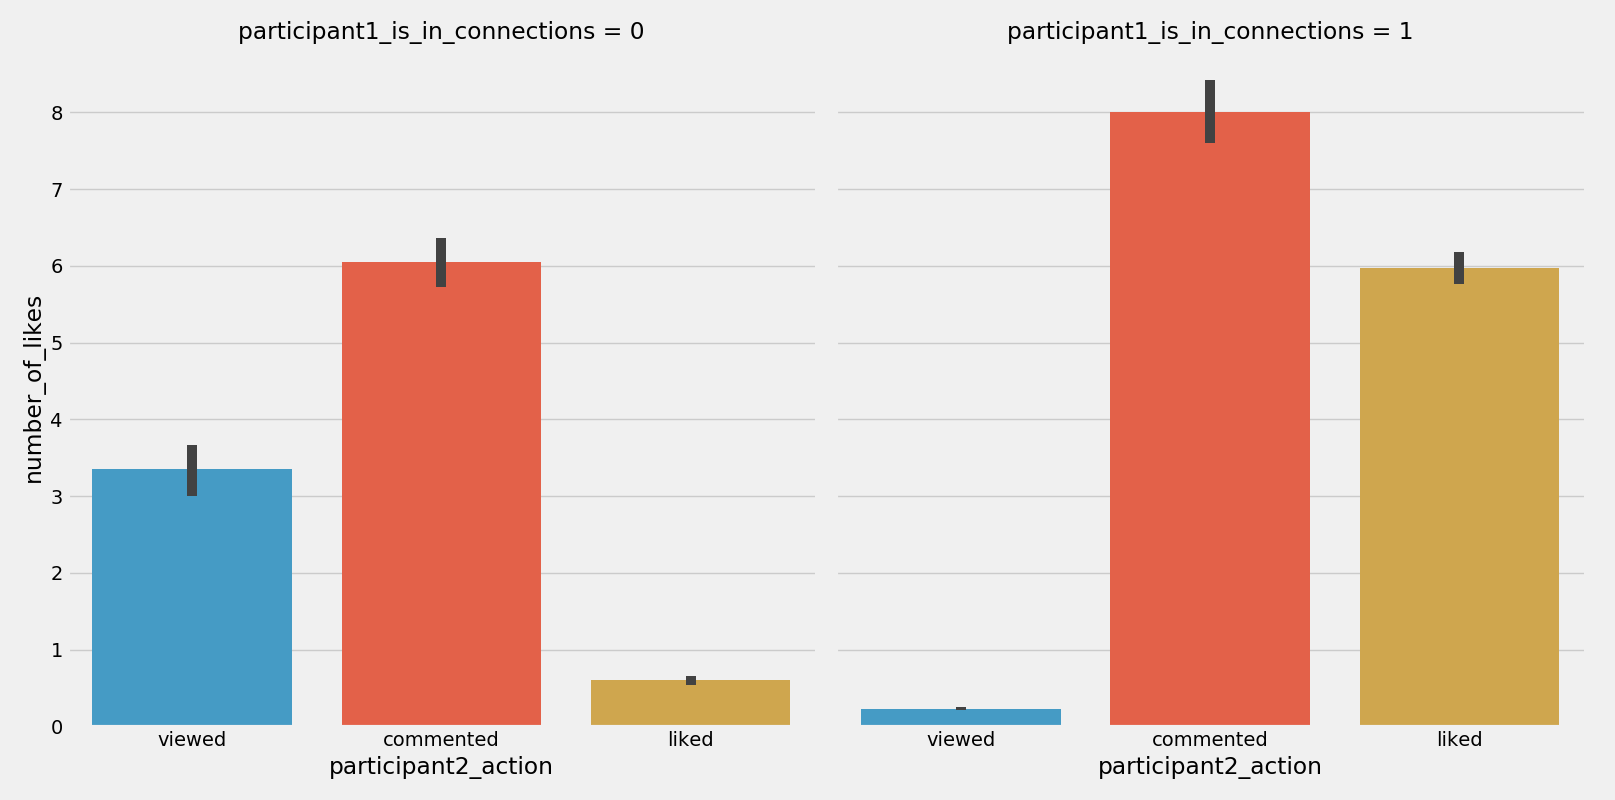 participant1_is_in_connections = 0
participant1_is_in_connections = 1
number_of_likes
8
7
6
5
4
3
2
1
0
viewed commented liked
viewed commented liked
participant2_action
participant2_action